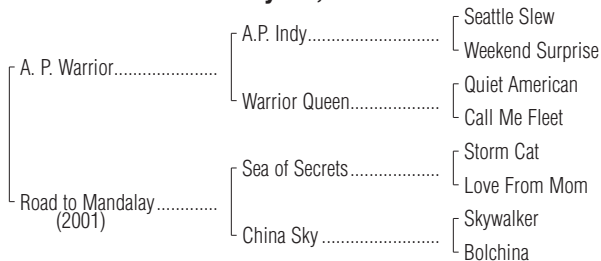 Seattle Slew
A.P. Indy
Weekend Surprise
A. P. Warrior
Quiet American
Warrior Queen
Call Me Fleet
Storm Cat
Sea of Secrets
Love From Mom
Road to Mandalay
(2001)
Skywalker
China Sky
Bolchina